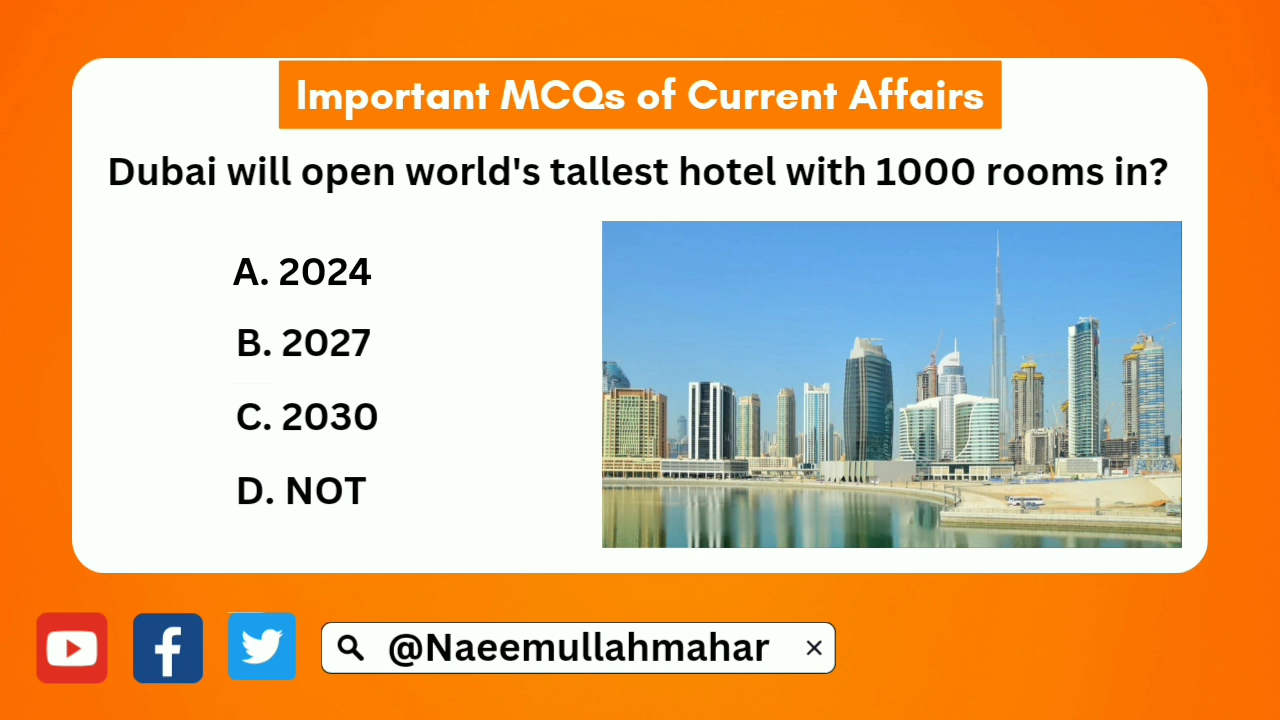 Important MCQs of Current Affairs
Dubai will open world's tallest hotel with 1000 rooms in?
A. 2024
B. 2027
C. 2030
D. NOT
@Naeemullahmahar